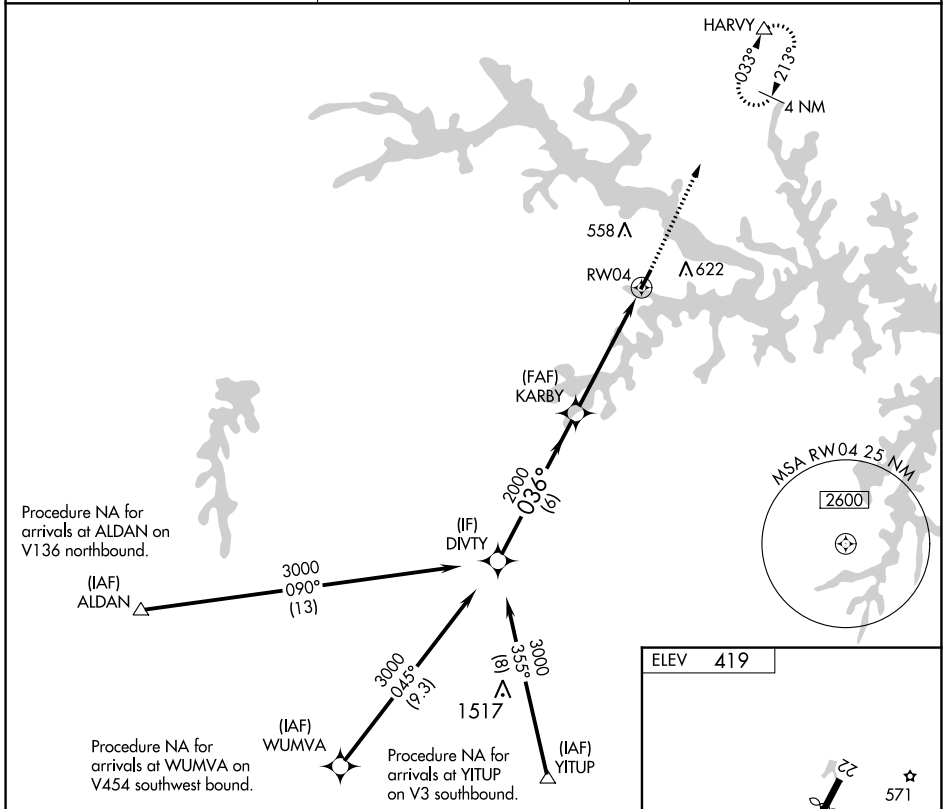 HARVY
033°
213°
4 NM
558
RW04
622
(FAF)
KARBY
2000
036°
(6)
MSA RW04 25 NM
2600
Procedure NA for
arrivals at ALDAN on
V136 northbound.
(IF)
DIVTY
(IAF)
ALDAN
3000
090°
(13)
3000
045°
(9.3)
3000
355°
(8)
1517
ELEV 419
(IAF)
WUMVA
Procedure NA for
arrivals at WUMVA on
V454 southwest bound.
Procedure NA for
arrivals at YITUP
on V3 southbound.
(IAF)
YITUP
22
571